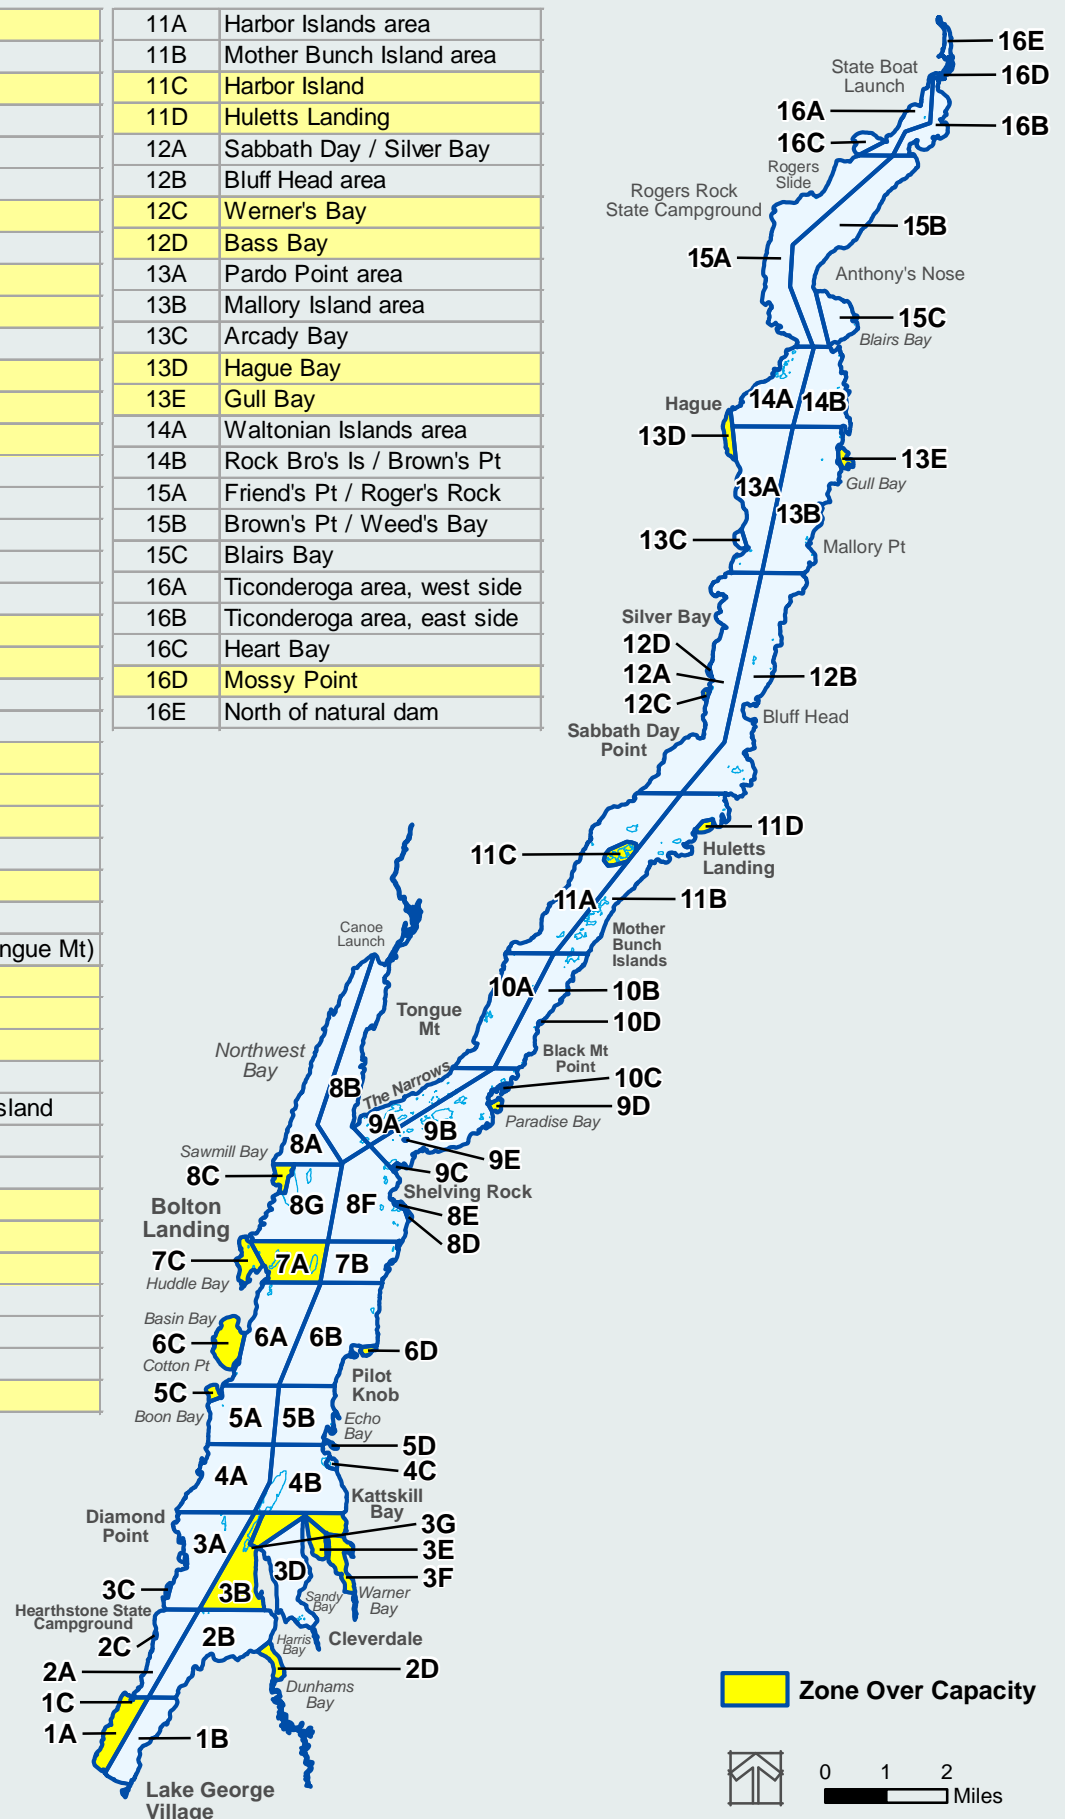 11A Harbor Islands area
11B Mother Bunch Island area
11C Harbor Island
11D Huletts Landing
12A Sabbath Day / Silver Bay
12B Bluff Head area
12C Werner's Bay
12D Bass Bay
13A Pardo Point area
13B Mallory Island area
13C Arcady Bay
13D Hague Bay
13E Gull Bay
14A Waltonian Islands area
14B Rock Bro's Is / Brown's Pt
15A Friend's Pt / Roger's Rock
15B Brown's Pt / Weed's Bay
15C Blairs Bay
16A Ticonderoga area, west side
16B Ticonderoga area, east side
16C Heart Bay
16D Mossy Point
16E North of natural dam
ngue Mt)
sland
16E
State Boat
Launch
16D
16A
16B
16C
Rogers
Slide
Rogers Rock
State Campground
15B
15A
Anthony's Nose
15C
Blairs Bay
14A
14B
Hague
13D
13E
Gull Bay
13A
13B
13C
Mallory Pt
Silver Bay
12D
12A
12B
12C
Bluff Head
Sabbath Day
Point
11D
11C
Huletts
Landing
11A
11B
Mother
Bunch
Islands
Canoe
Launch
10A
10B
Tongue
Mt
10D
Northwest
Bay
Black Mt
Point
The Narrows
10C
8B
9D
Paradise Bay
9A
9B
8A
9E
Sawmill Bay
9C
8C
Shelving Rock
8G
8F
8E
Bolton
Landing
8D
7C
7A
7B
Huddle Bay
Basin Bay
6A
6B
6C
6D
Cotton Pt
Pilot
Knob
5C
Boon Bay
5A
5B
Echo
Bay
5D
4A
4C
4B
Kattskill
Bay
Diamond
Point
3G
3A
3E
3D
3F
3C
3B
Sandy
Bay
Warner
Bay
Hearthstone State
Campground
2B
Harris
Bay
Cleverdale
2C
2A
2D
Dunhams
Bay
1C
1A
1B
Zone Over Capacity
Lake George
Village
0 1 2
Miles